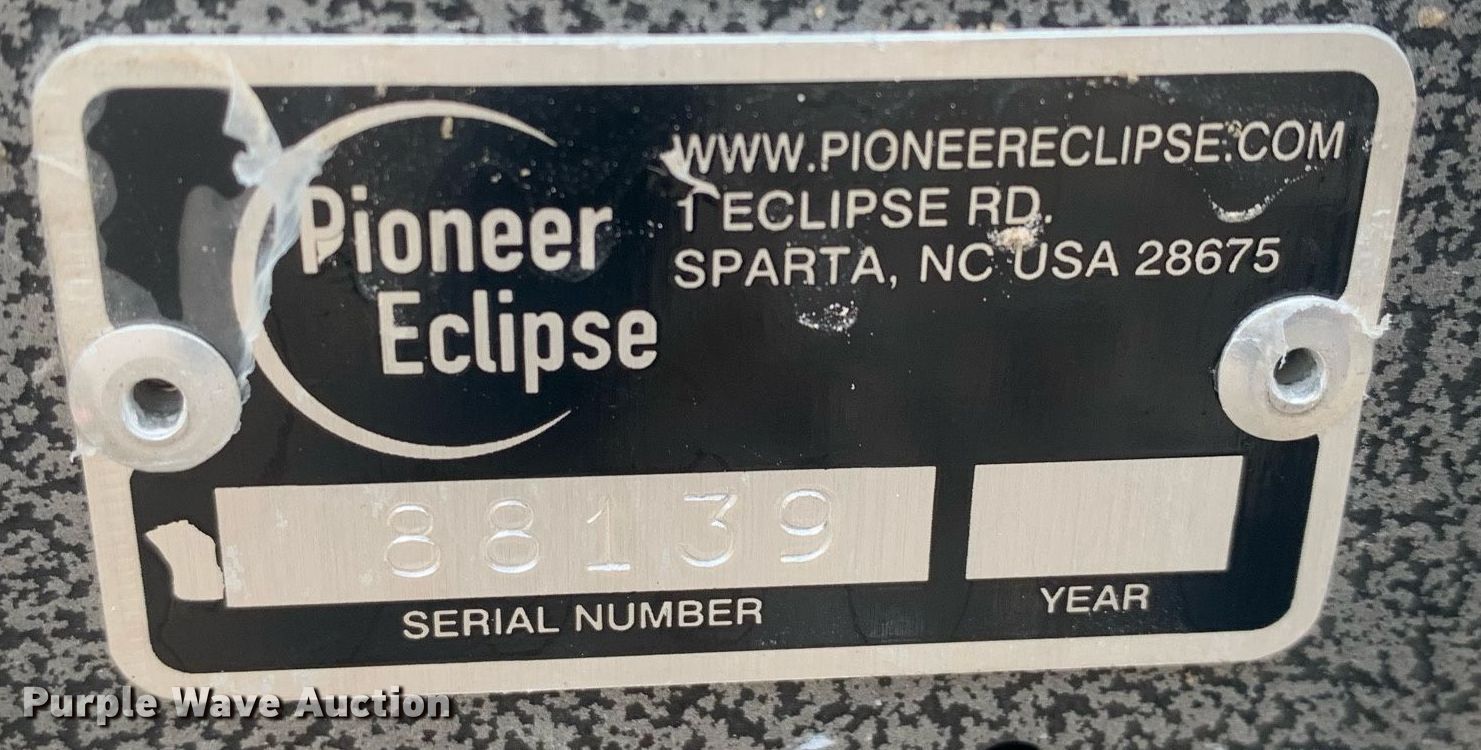 Pioneer
Eclipse
WWW.PIONEERECLIPSE.COM
1 ECLIPSE RD.
SPARTA, NC USA 28675
88139
SERIAL NUMBER
YEAR
Purple Wave Auction